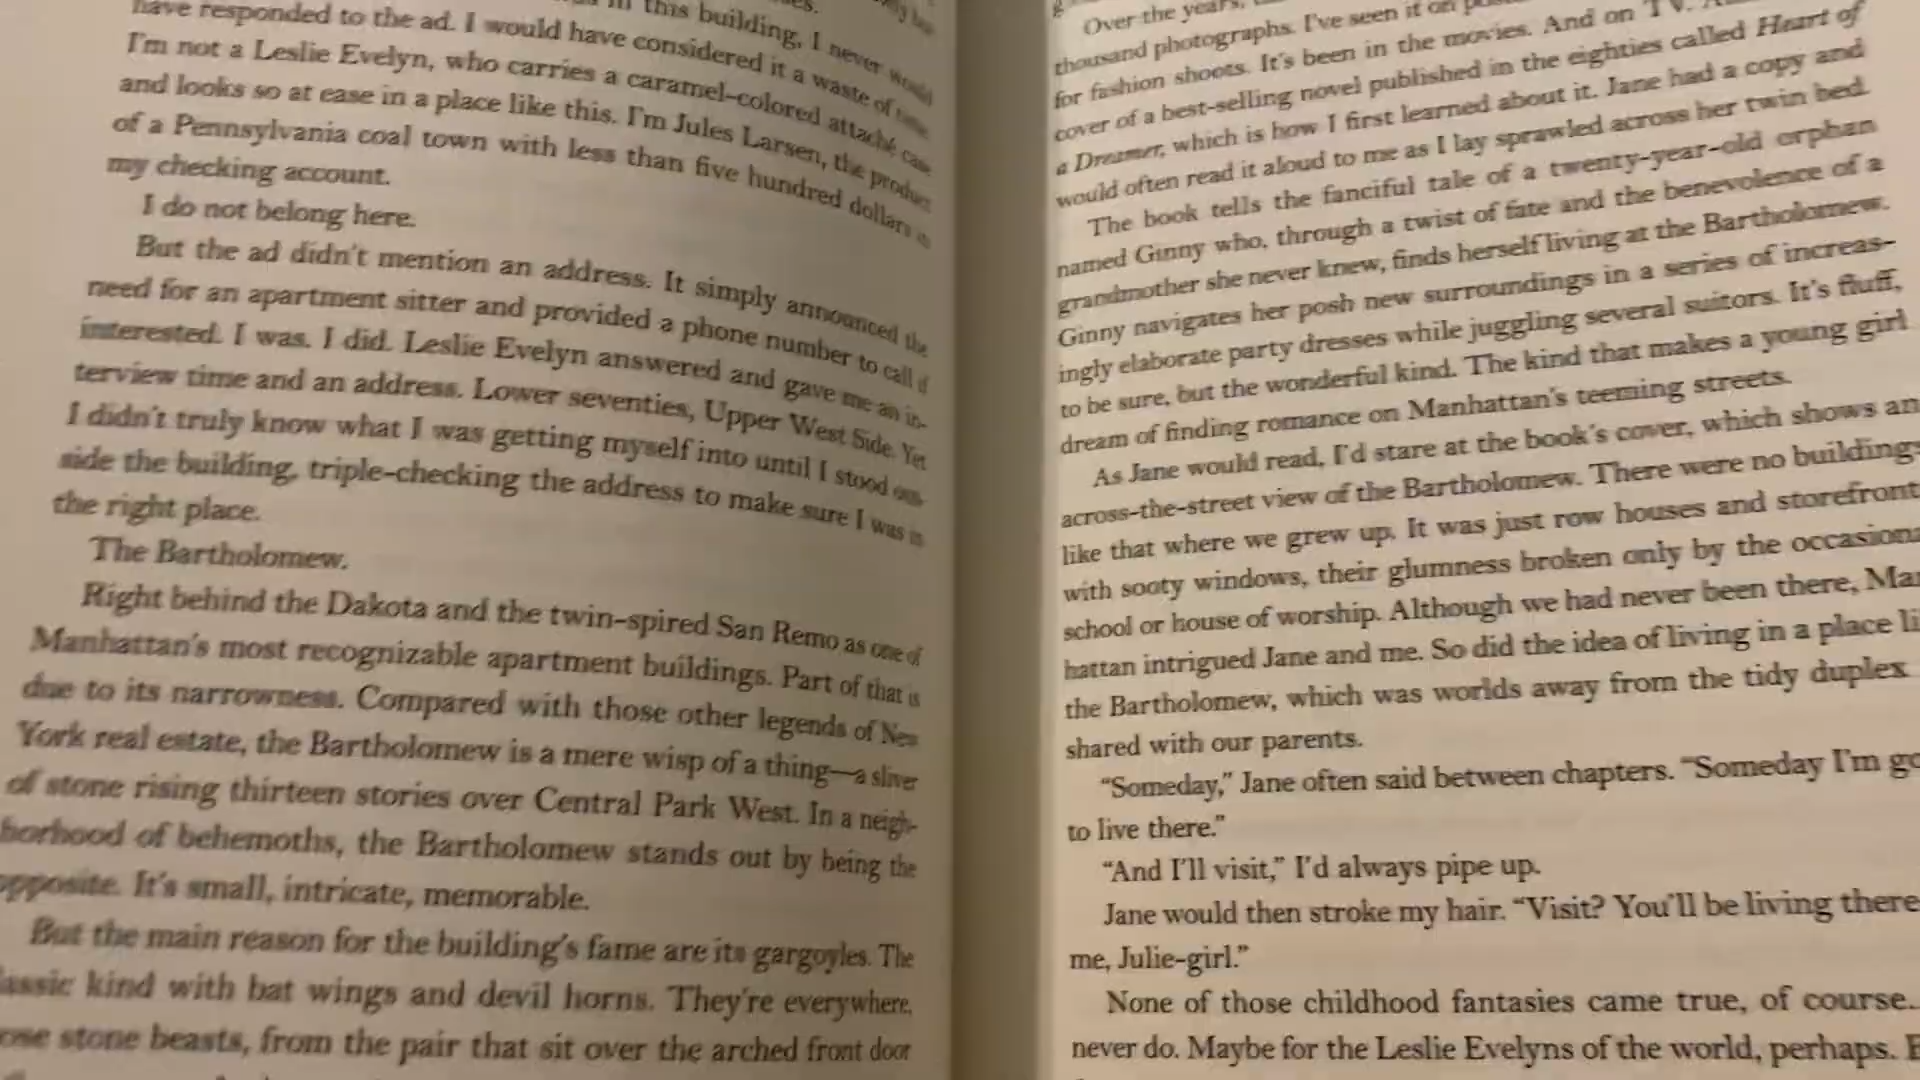 this building, I never would
have responded to the ad. I would have considered it a waste of time.
I'm not a Leslie Evelyn, who carries a caramel-colored attaché case
and looks so at ease in a place like this. I'm Jules Larsen, the product
of a Pennsylvania coal town with less than five hundred dollars in
my checking account.
I do not belong here.
But the ad didn't mention an address. It simply announced the
need for an apartment sitter and provided a phone number to call if
interested. I was. I did. Leslie Evelyn answered and gave me an in-
terview time and an address. Lower seventies, Upper West Side. Yet
I didn't truly know what I was getting myself into until I stood out-
side the building, triple-checking the address to make sure I was in
the right place.
The Bartholomew.
Right behind the Dakota and the twin-spired San Remo as one of
Manhattan's most recognizable apartment buildings. Part of that is
due to its narrowness. Compared with those other legends of New
York real estate, the Bartholomew is a mere wisp of a thing—a sliver
of stone rising thirteen stories over Central Park West. In a neigh-
borhood of behemoths, the Bartholomew stands out by being the
opposite. It's small, intricate, memorable.
But the main reason for the building's fame are its gargoyles. The
lassic kind with bat wings and devil horns. They're everywhere,
ose stone beasts, from the pair that sit over the arched front door
Over the years,
thousand photographs. I've seen it on
for fashion shoots. It's been in the movies. And on TV.
cover of a best-selling novel published in the eighties called Heart of
a Dreamer, which is how I first learned about it. Jane had a copy and
would often read it aloud to me as I lay sprawled across her twin bed.
The book tells the fanciful tale of a twenty-year-old orphan
named Ginny who, through a twist of fate and the benevolence of a
grandmother she never knew, finds herself living at the Bartholomew.
Ginny navigates her posh new surroundings in a series of increas-
ingly elaborate party dresses while juggling several suitors. It's fluff,
to be sure, but the wonderful kind. The kind that makes a young girl
dream of finding romance on Manhattan's teeming streets.
As Jane would read, I'd stare at the book's cover, which shows an
across-the-street view of the Bartholomew. There were no buildings
like that where we grew up. It was just row houses and storefront
with sooty windows, their glumness broken only by the occasiona
school or house of worship. Although we had never been there, Man
hattan intrigued Jane and me. So did the idea of living in a place li
the Bartholomew, which was worlds away from the tidy duplex
shared with our parents.
"Someday," Jane often said between chapters. "Someday I'm go
to live there."
"And I'll visit," I'd always pipe up.
Jane would then stroke my hair. "Visit? You'll be living there
me, Julie-girl."
None of those childhood fantasies came true, of course.
never do. Maybe for the Leslie Evelyns of the world, perhaps.